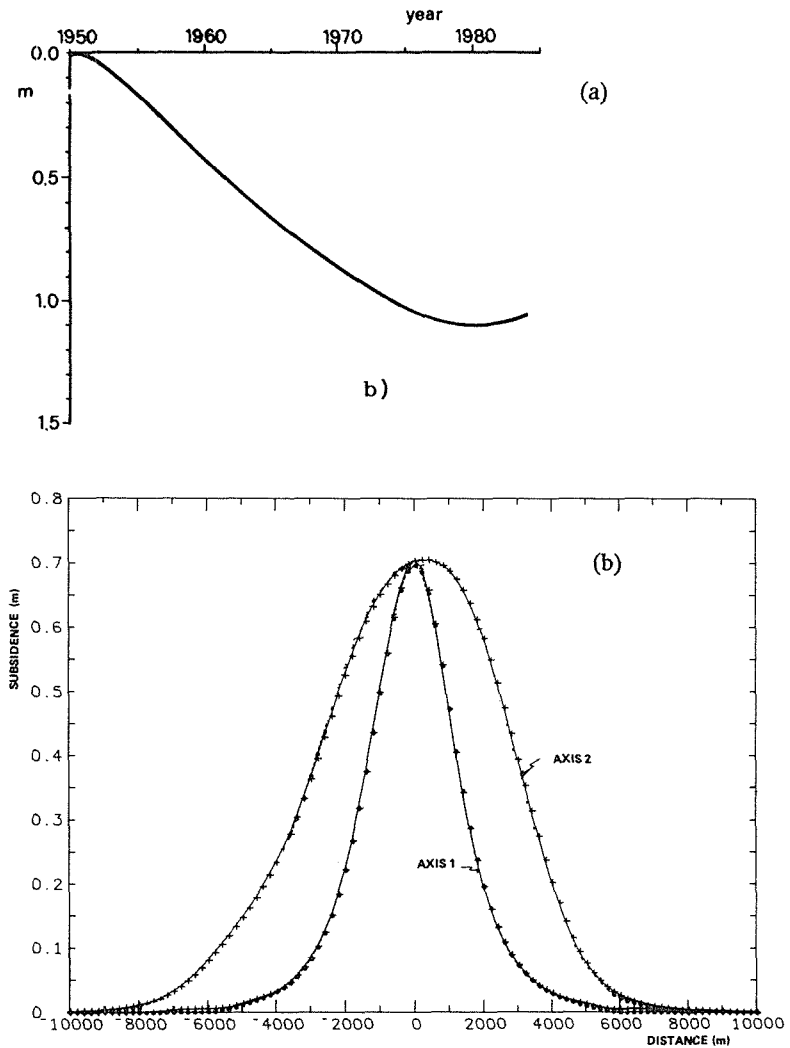 year
1950 1960 1970 1980
0.0
m
(a)
0.5
1.0
b)
1.5
0.8
0.7
(b)
0.6
SUBSIDENCE (m)
0.5
0.4
AXIS 2
0.3
AXIS 1
0.2
0.1
0
-10000 -8000 -6000 -4000 -2000 0 2000 4000 6000 8000 10000
DISTANCE (m)